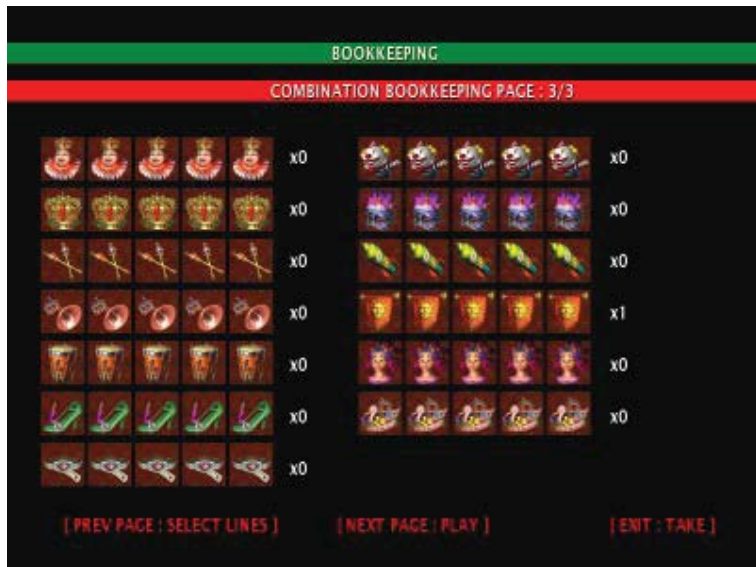 BOOKKEEPING
COMBINATION BOOKKEEPING PAGE : 3/3
x0 x0
x0 x0
x0 x0
x0 x1
x0 x0
x0 x0
x0
[ PREV PAGE : SELECT LINES ] [ NEXT PAGE : PLAY ] [ EXIT : TAKE ]